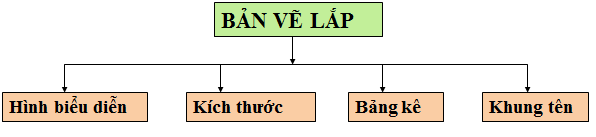 BẢN VẼ LẮP
Hình biểu diễn
Kích thước
Bảng kê
Khung tên